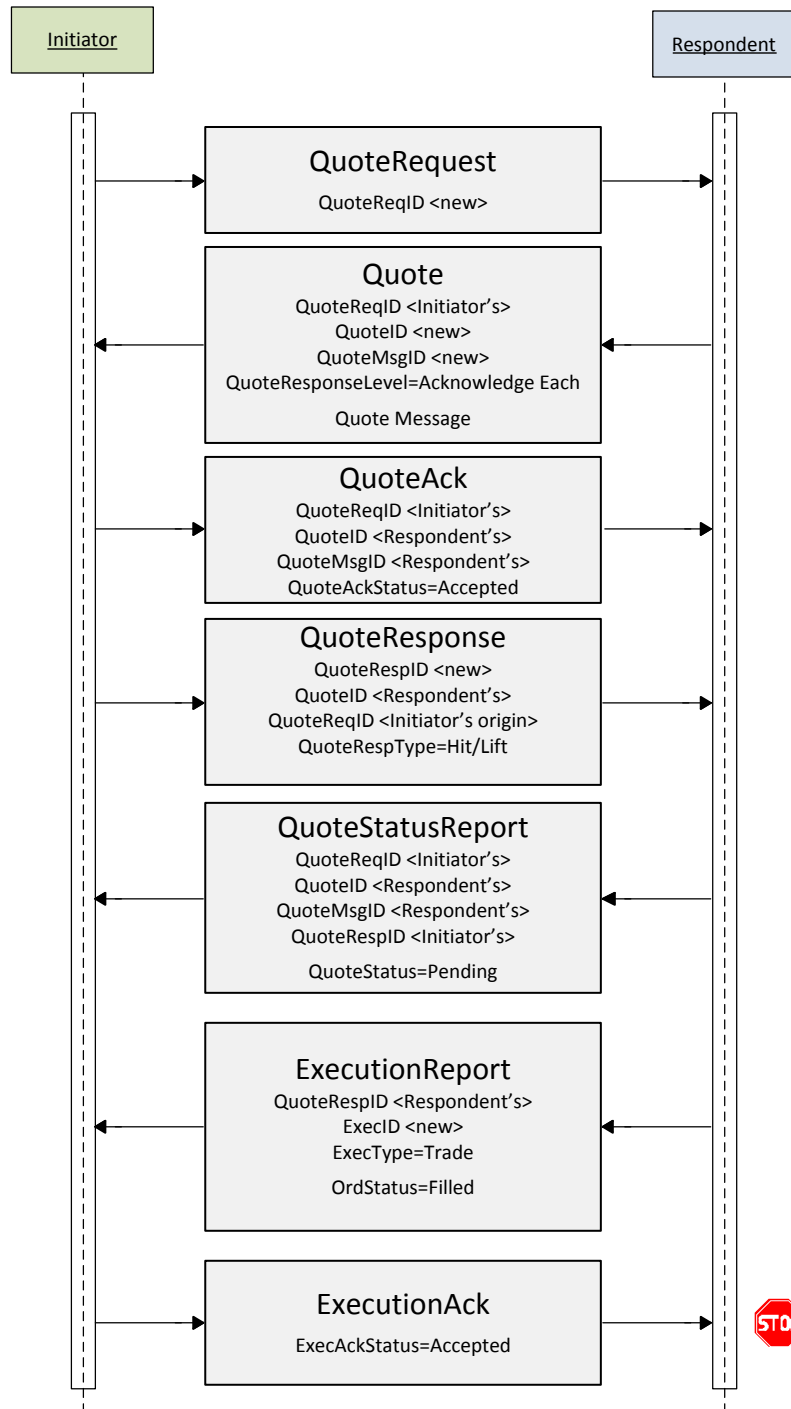 Initiator
Respondent
QuoteRequest
QuoteReqID <new>
Quote
QuoteReqID <Initiator’s>
QuoteID <new>
QuoteMsgID <new>
QuoteResponseLevel=Acknowledge Each
Quote Message
QuoteAck
QuoteReqID <Initiator’s>
QuoteID <Respondent’s>
QuoteMsgID <Respondent’s>
QuoteAckStatus=Accepted
QuoteResponse
QuoteRespID <new>
QuoteID <Respondent’s>
QuoteReqID <Initiator’s origin>
QuoteRespType=Hit/Lift
QuoteStatusReport
QuoteReqID <Initiator’s>
QuoteID <Respondent’s>
QuoteMsgID <Respondent’s>
QuoteRespID <Initiator’s>
QuoteStatus=Pending
ExecutionReport
QuoteRespID <Respondent’s>
ExecID <new>
ExecType=Trade
OrdStatus=Filled
ExecutionAck
ExecAckStatus=Accepted
STO